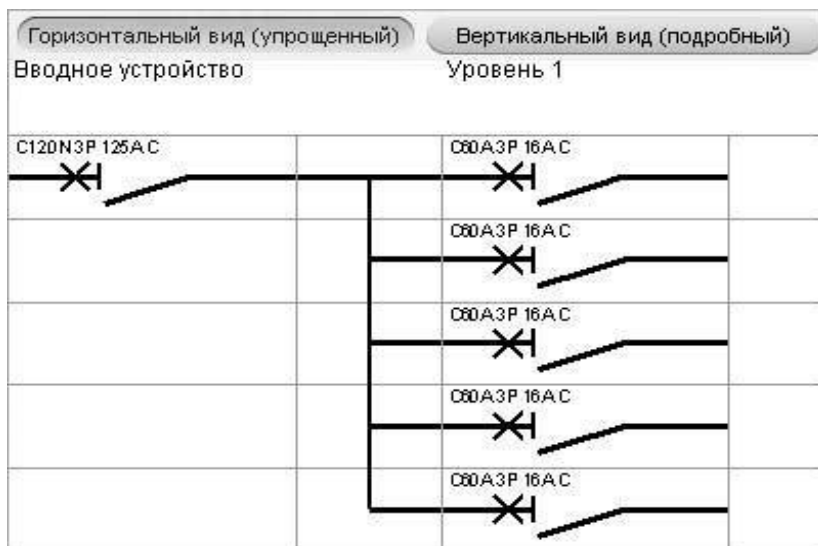 Горизонтальный вид (упрощенный) Вертикальный вид (подробный)
Вводное устройство Уровень 1
C120N3P 125A C C60A3P 16A C
C60A3P 16A C
C60A3P 16A C
C60A3P 16A C
C60A3P 16A C